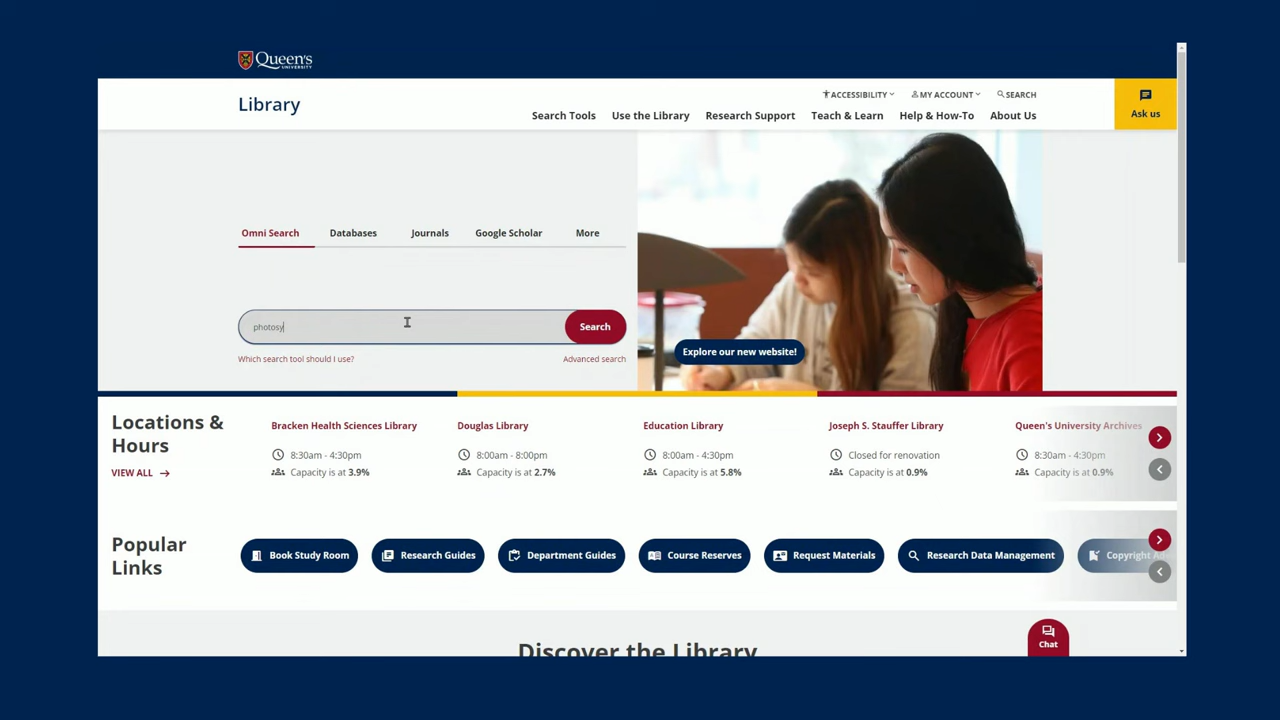 Queen's
UNIVERSITY
Library
ACCESSIBILITY
MY ACCOUNT
SEARCH
Search Tools
Use the Library
Research Support
Teach & Learn
Help & How-To
About Us
Ask us
Omni Search
Databases
Journals
Google Scholar
More
photosy
Search
Which search tool should I use?
Advanced search
Explore our new website!
Locations &
Hours
VIEW ALL
Bracken Health Sciences Library
8:30am - 4:30pm
Capacity is at 3.9%
Douglas Library
8:00am - 8:00pm
Capacity is at 2.7%
Education Library
8:00am - 4:30pm
Capacity is at 5.8%
Joseph S. Stauffer Library
Closed for renovation
Capacity is at 0.9%
Queen's University Archives
8:30am - 4:30pm
Capacity is at 0.9%
Popular
Links
Book Study Room
Research Guides
Department Guides
Course Reserves
Request Materials
Research Data Management
Copyright
Chat
Discover the Library